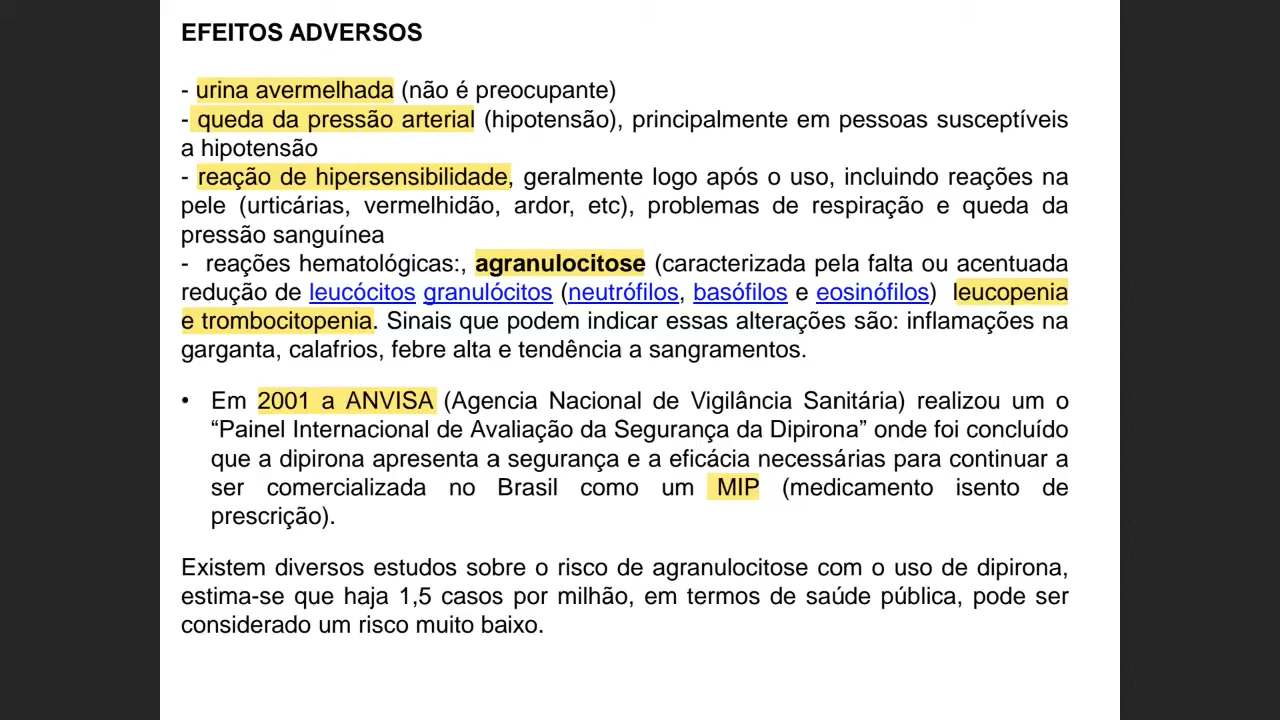 EFEITOS ADVERSOS
- urina avermelhada (não é preocupante)
- queda da pressão arterial (hipotensão), principalmente em pessoas susceptíveis
a hipotensão
- reação de hipersensibilidade, geralmente logo após o uso, incluindo reações na
pele (urticárias, vermelhidão, ardor, etc), problemas de respiração e queda da
pressão sanguínea
- reações hematológicas:, agranulocitose (caracterizada pela falta ou acentuada
redução de leucócitos granulócitos (neutrófilos, basófilos e eosinófilos) leucopenia
e trombocitopenia. Sinais que podem indicar essas alterações são: inflamações na
garganta, calafrios, febre alta e tendência a sangramentos.
• Em 2001 a ANVISA (Agencia Nacional de Vigilância Sanitária) realizou um o
“Painel Internacional de Avaliação da Segurança da Dipirona” onde foi concluído
que a dipirona apresenta a segurança e a eficácia necessárias para continuar a
ser comercializada no Brasil como um MIP (medicamento isento de
prescrição).
Existem diversos estudos sobre o risco de agranulocitose com o uso de dipirona,
estima-se que haja 1,5 casos por milhão, em termos de saúde pública, pode ser
considerado um risco muito baixo.